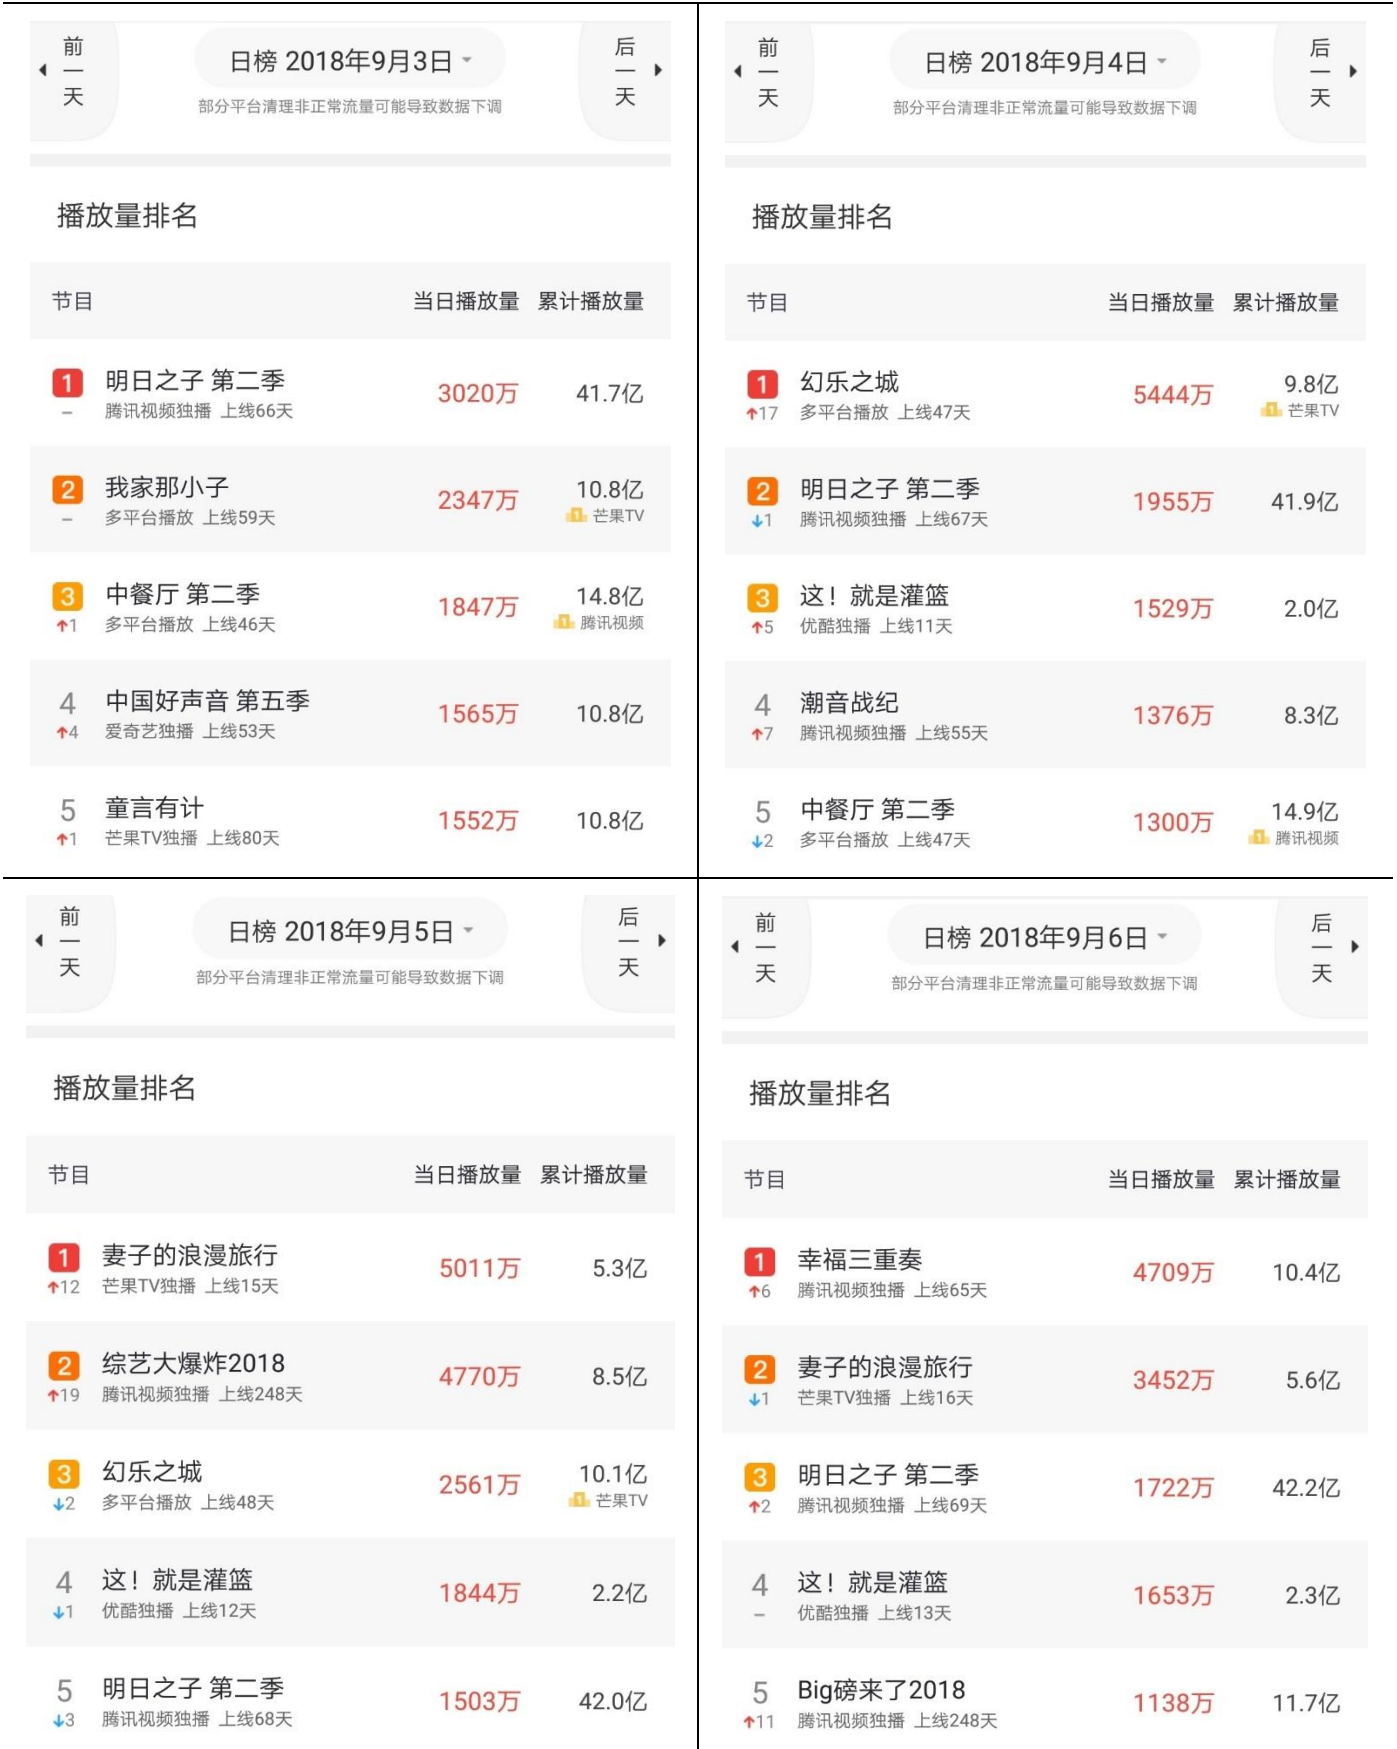 前一天
日榜 2018年9月3日
后一天
部分平台清理非正常流量可能导致数据下调
播放量排名
节目 当日播放量 累计播放量
1 明日之子 第二季 3020万 41.7亿
– 腾讯视频独播 上线66天
2 我家那小子 2347万 10.8亿
– 多平台播放 上线59天 1 芒果TV
3 中餐厅 第二季 1847万 14.8亿
↑1 多平台播放 上线46天 1 腾讯视频
4 中国好声音 第五季 1565万 10.8亿
↑4 爱奇艺独播 上线53天
5 童言有计 1552万 10.8亿
↑1 芒果TV独播 上线80天
前一天
日榜 2018年9月4日
后一天
部分平台清理非正常流量可能导致数据下调
播放量排名
节目 当日播放量 累计播放量
1 幻乐之城 5444万 9.8亿
↑17 多平台播放 上线47天 1 芒果TV
2 明日之子 第二季 1955万 41.9亿
↓1 腾讯视频独播 上线67天
3 这！就是灌篮 1529万 2.0亿
↑5 优酷独播 上线11天
4 潮音战纪 1376万 8.3亿
↑7 腾讯视频独播 上线55天
5 中餐厅 第二季 1300万 14.9亿
↓2 多平台播放 上线47天 1 腾讯视频
前一天
日榜 2018年9月5日
后一天
部分平台清理非正常流量可能导致数据下调
播放量排名
节目 当日播放量 累计播放量
1 妻子的浪漫旅行 5011万 5.3亿
↑12 芒果TV独播 上线15天
2 综艺大爆炸2018 4770万 8.5亿
↑19 腾讯视频独播 上线248天
3 幻乐之城 2561万 10.1亿
↓2 多平台播放 上线48天 1 芒果TV
4 这！就是灌篮 1844万 2.2亿
↓1 优酷独播 上线12天
5 明日之子 第二季 1503万 42.0亿
↓3 腾讯视频独播 上线68天
前一天
日榜 2018年9月6日
后一天
部分平台清理非正常流量可能导致数据下调
播放量排名
节目 当日播放量 累计播放量
1 幸福三重奏 4709万 10.4亿
↑6 腾讯视频独播 上线65天
2 妻子的浪漫旅行 3452万 5.6亿
↓1 芒果TV独播 上线16天
3 明日之子 第二季 1722万 42.2亿
↑2 腾讯视频独播 上线69天
4 这！就是灌篮 1653万 2.3亿
– 优酷独播 上线13天
5 Big磅来了2018 1138万 11.7亿
↑11 腾讯视频独播 上线248天